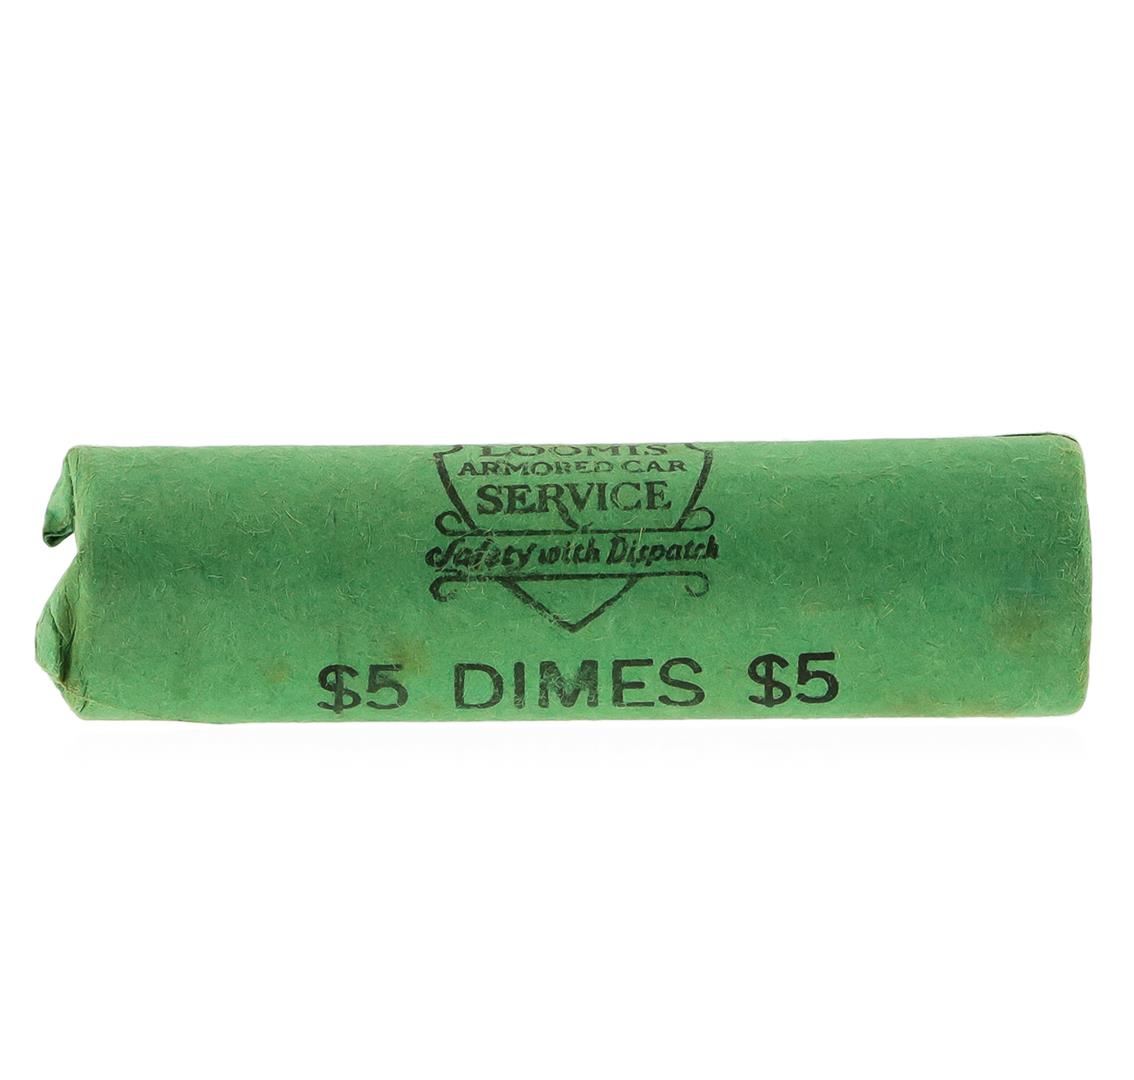 LOOMIS
ARMORED CAR
SERVICE
Safety with Dispatch
$5 DIMES $5